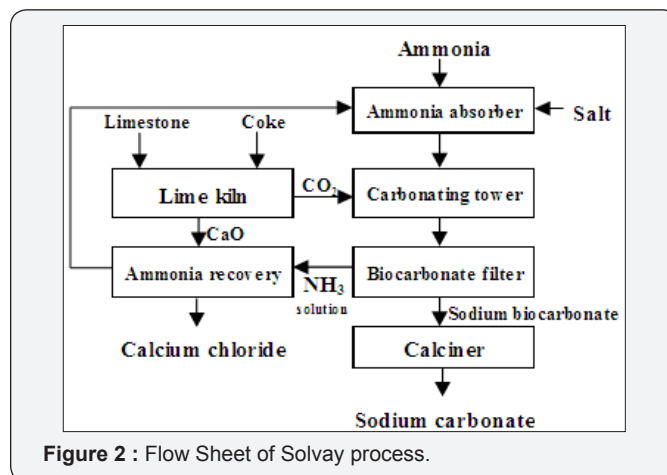 Ammonia
Limestone
Coke
Ammonia absorber
Salt
Lime kiln
CO2
Carbonating tower
CaO
Ammonia recovery
NH3
solution
Biocarbonate filter
Sodium biocarbonate
Calcium chloride
Calciner
Sodium carbonate
Figure 2 : Flow Sheet of Solvay process.